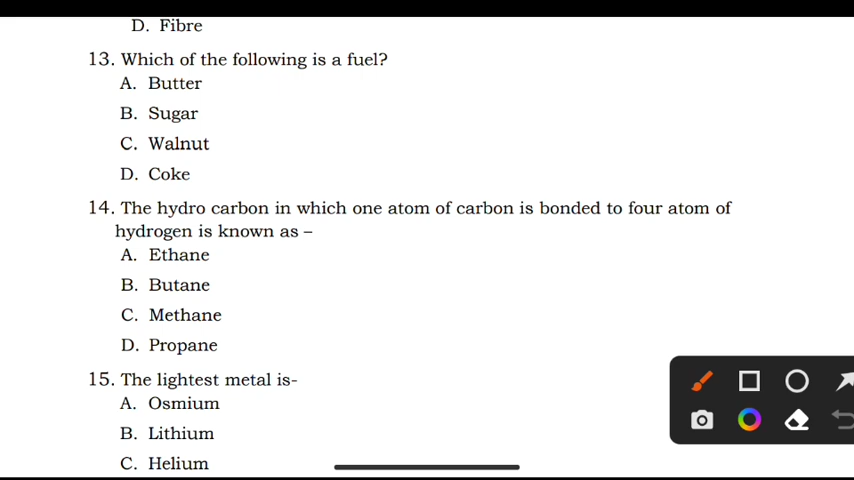 D. Fibre
13. Which of the following is a fuel?
A. Butter
B. Sugar
C. Walnut
D. Coke
14. The hydro carbon in which one atom of carbon is bonded to four atom of
hydrogen is known as –
A. Ethane
B. Butane
C. Methane
D. Propane
15. The lightest metal is-
A. Osmium
B. Lithium
C. Helium